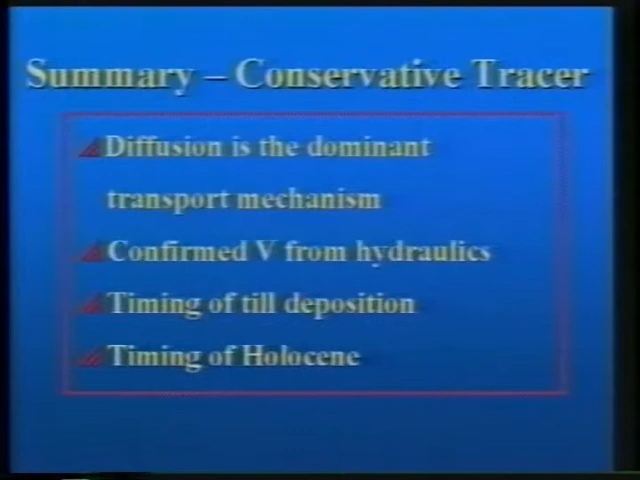 Summary – Conservative Tracer
Diffusion is the dominant
transport mechanism
Confirmed V from hydraulics
Timing of till deposition
Timing of Holocene